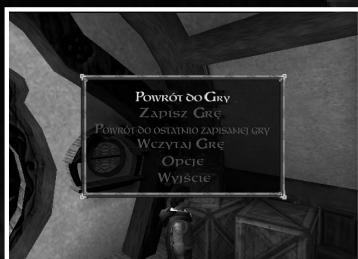 Powrót do Gry
Zapisz Grę
Powrót do ostatnio zapisanej gry
Wczytaj Grę
Opcje
Wyjście